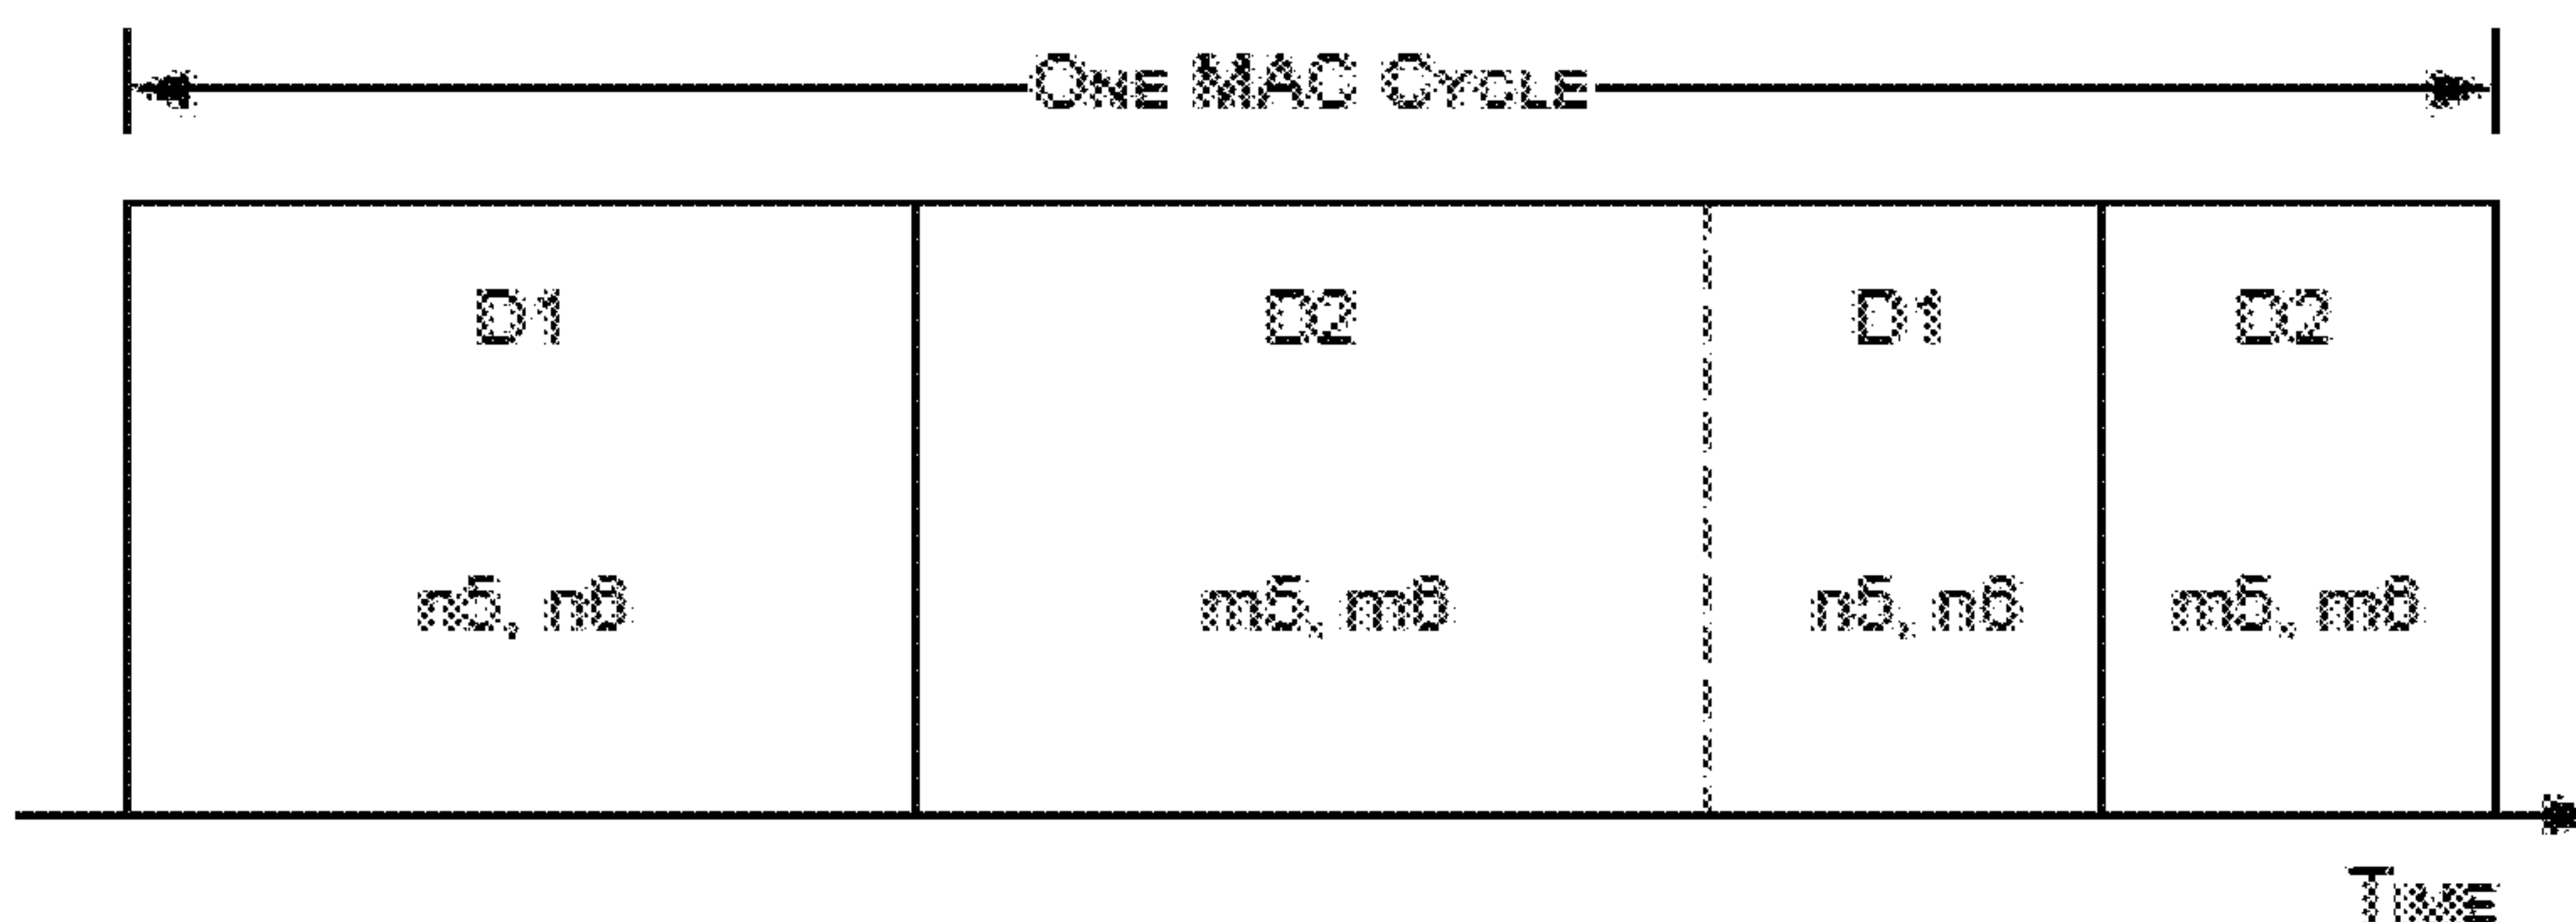 ONE MAC CYCLE
D1 D2 D1 D2
n5, n6 m5, m6 n5, n6 m5, m6
TIME